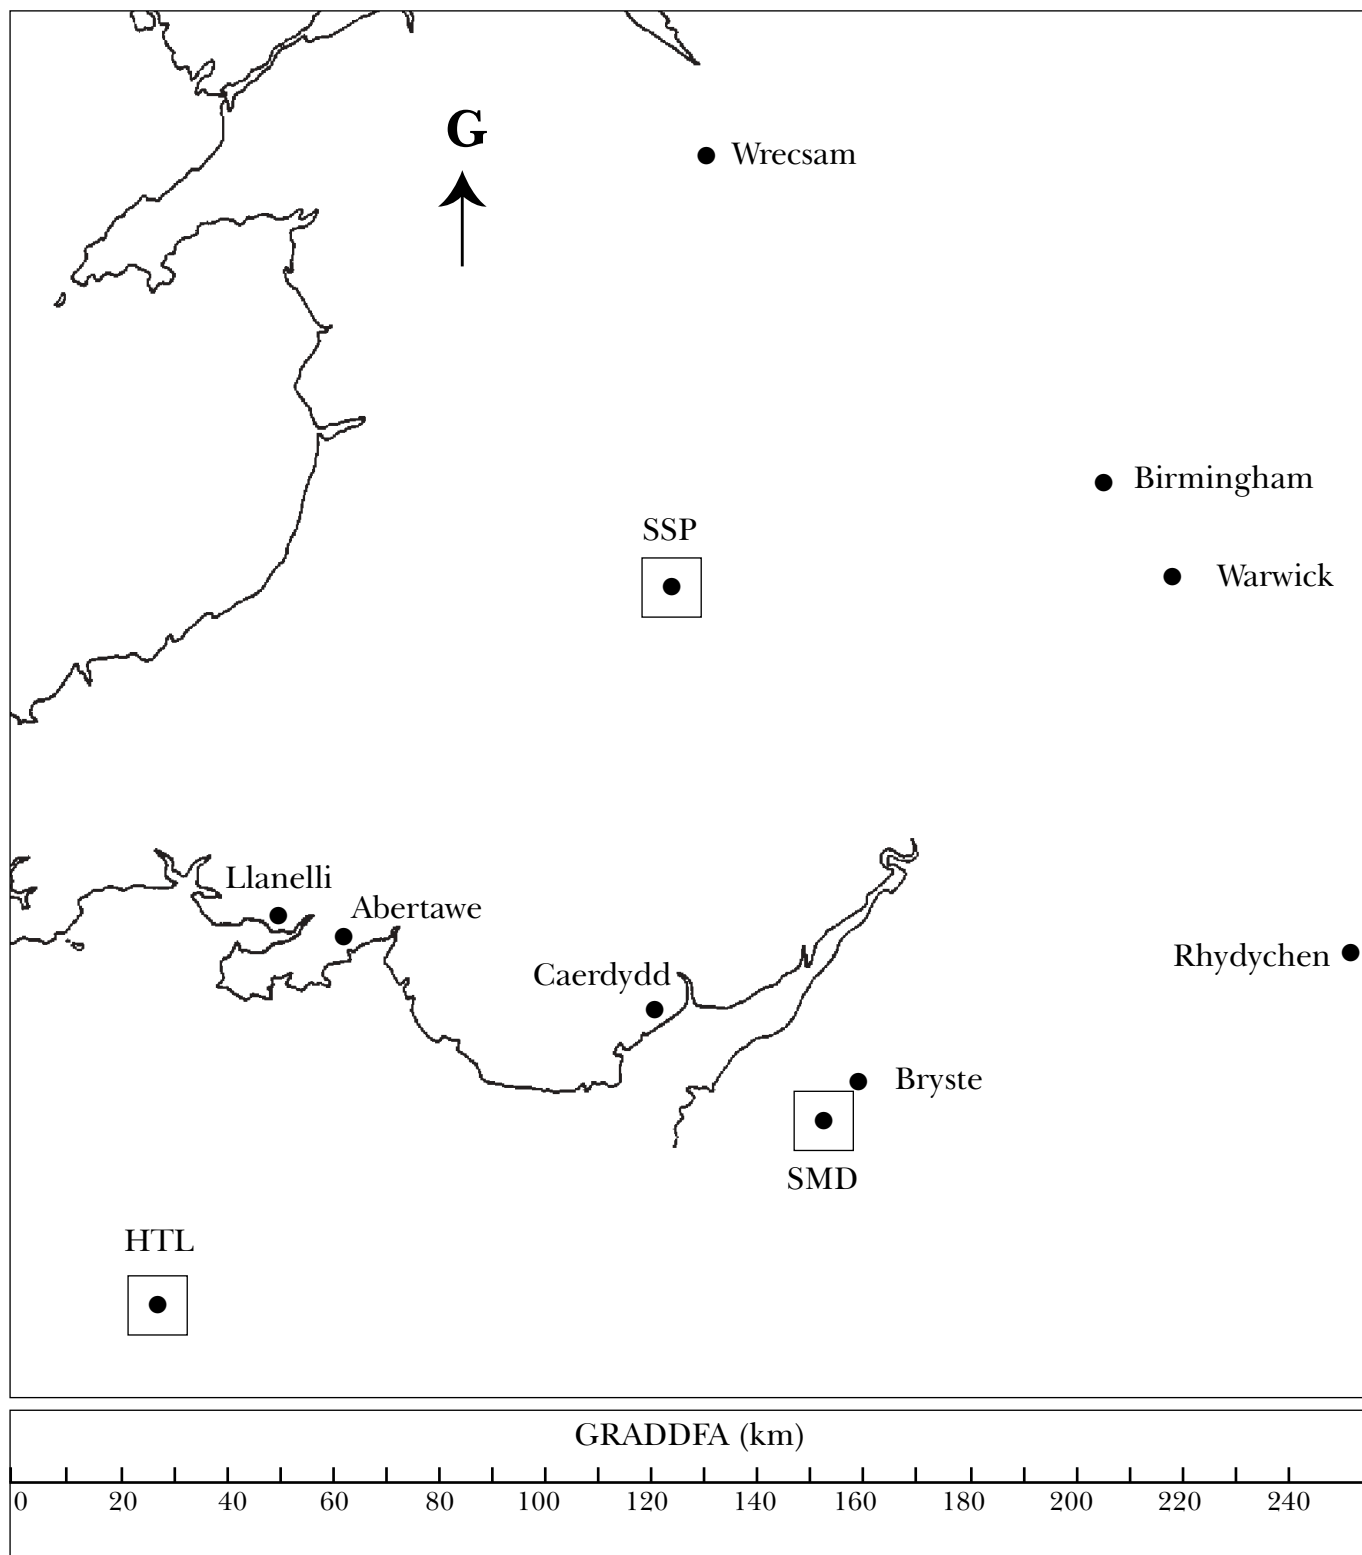 G
Wrecsam
Birmingham
SSP
Warwick
Llanelli
Abertawe
Rhydychen
Caerdydd
Bryste
SMD
HTL
GRADDFA (km)
0 20 40 60 80 100 120 140 160 180 200 220 240